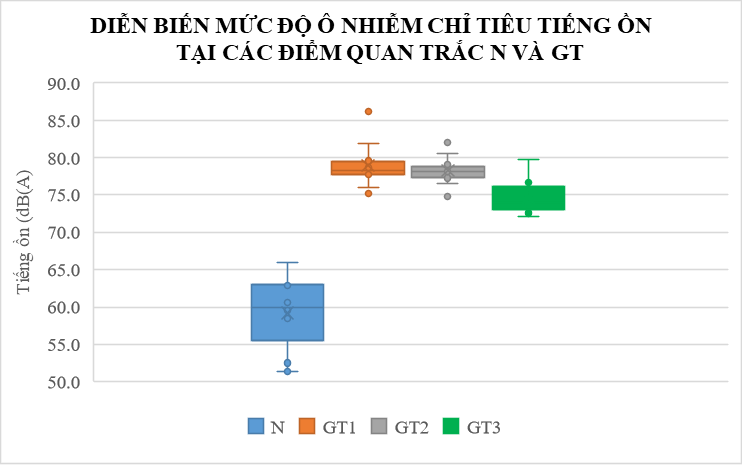 DIỄN BIẾN MỨC ĐỘ Ô NHIỄM CHỈ TIÊU TIẾNG ỒN
TẠI CÁC ĐIỂM QUAN TRẮC N VÀ GT
90.0
85.0
80.0
75.0
70.0
65.0
60.0
55.0
50.0
Tiếng ồn (dB(A)
N GT1 GT2 GT3